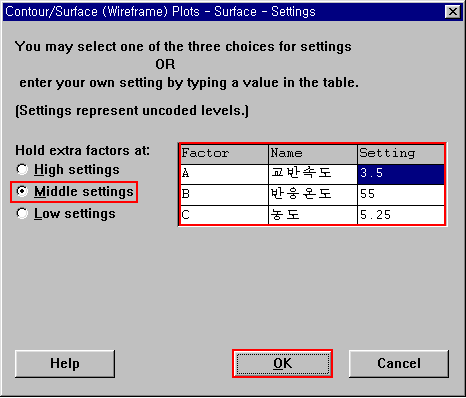 Contour/Surface (Wireframe) Plots - Surface - Settings
You may select one of the three choices for settings
OR
enter your own setting by typing a value in the table.
(Settings represent uncoded levels.)
Hold extra factors at:
High settings
Middle settings
Low settings
Factor Name Setting
A 교반속도 3.5
B 반응온도 55
C 농도 5.25
Help OK Cancel